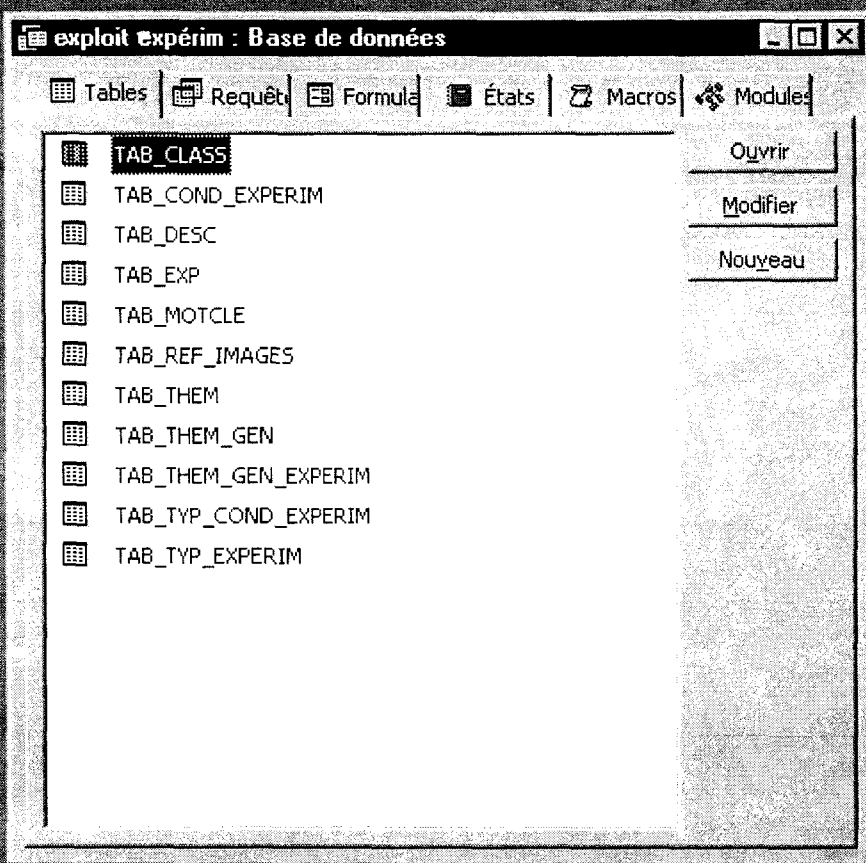 exploit expérim : Base de données
Tables Requêt Formula États Macros Modules
TAB_CLASS
TAB_COND_EXPERIM
TAB_DESC
TAB_EXP
TAB_MOTCLE
TAB_REF_IMAGES
TAB_THEM
TAB_THEM_GEN
TAB_THEM_GEN_EXPERIM
TAB_TYP_COND_EXPERIM
TAB_TYP_EXPERIM
Ouvrir
Modifier
Nouveau